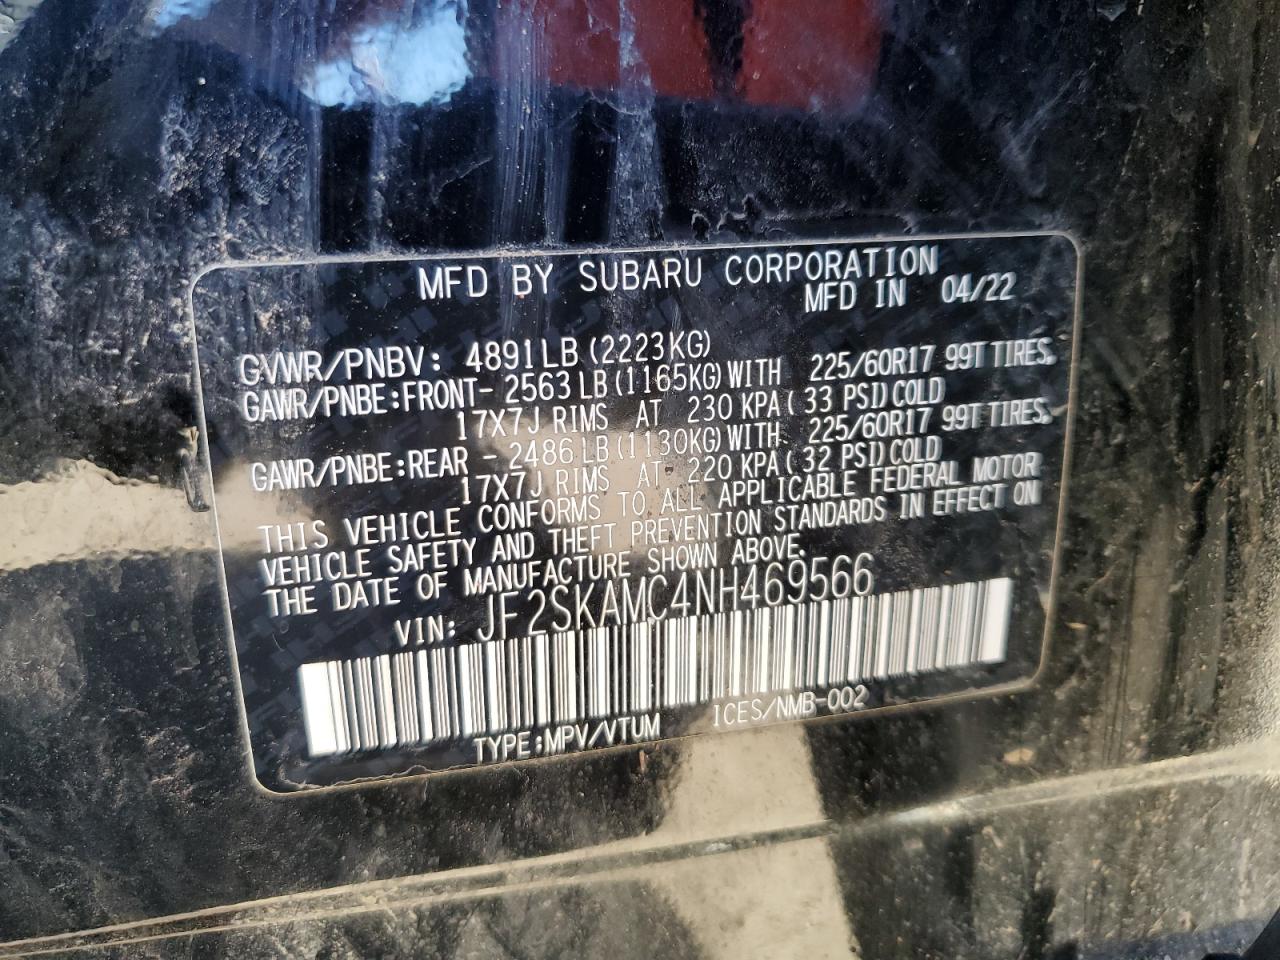 MFD BY SUBARU CORPORATION
MFD IN 04/22
GVWR/PNBV: 4891LB (2223KG)
GAWR/PNBE:FRONT- 2563 LB(1165KG)WITH 225/60R17 99T TIRES.
17X7J RIMS AT 230 KPA( 33 PSI)COLD
GAWR/PNBE:REAR - 2486 LB(1130KG)WITH 225/60R17 99T TIRES.
17X7J RIMS AT 220 KPA( 32 PSI)COLD
THIS VEHICLE CONFORMS TO ALL APPLICABLE FEDERAL MOTOR
VEHICLE SAFETY AND THEFT PREVENTION STANDARDS IN EFFECT ON
THE DATE OF MANUFACTURE SHOWN ABOVE.
VIN: JF2SKAMC4NH469566
TYPE:MPV/VTUM ICES/NMB-002